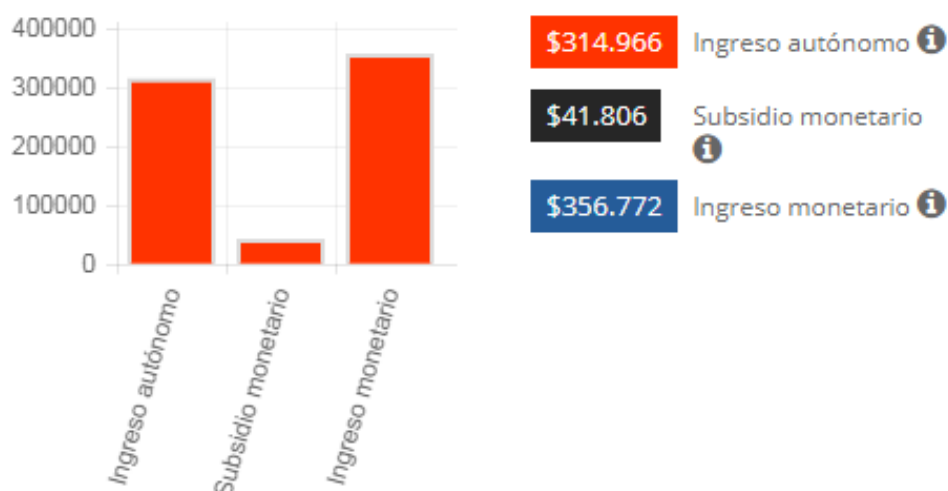 400000
300000
200000
100000
0
Ingreso autónomo
Subsidio monetario
Ingreso monetario
$314.966 Ingreso autónomo
$41.806 Subsidio monetario
$356.772 Ingreso monetario